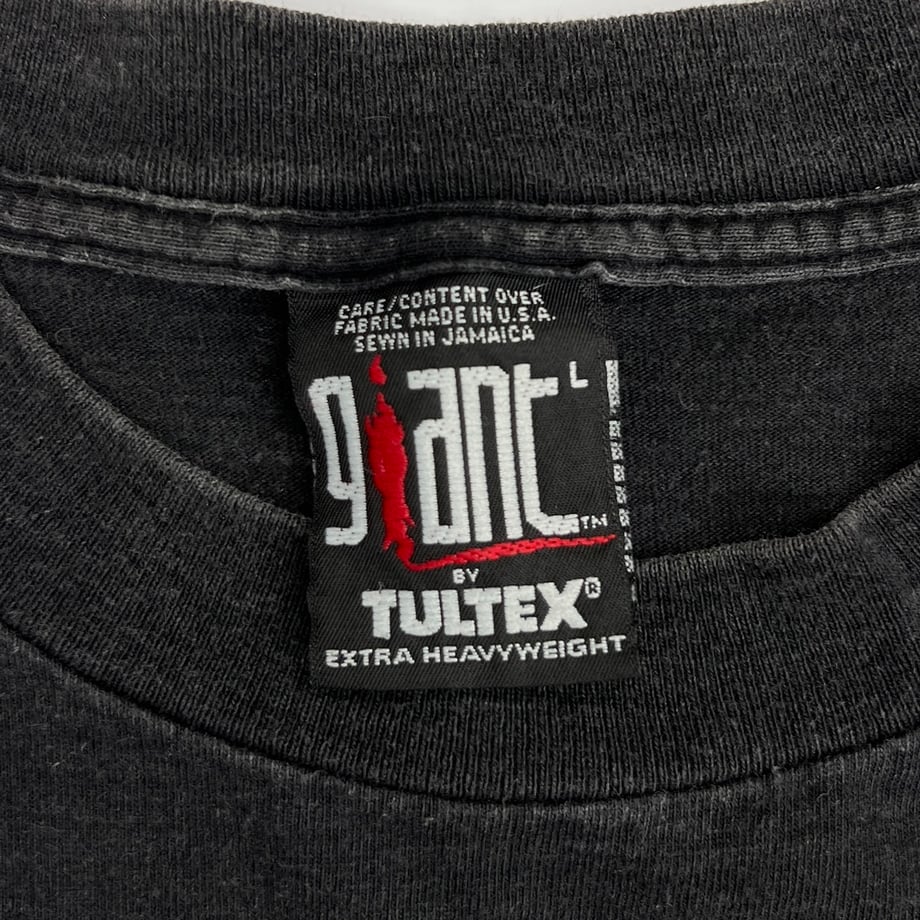 CARE/CONTENT OVER
FABRIC MADE IN U.S.A.
SEWN IN JAMAICA
giant L
TM
BY
TULTEX®
EXTRA HEAVYWEIGHT